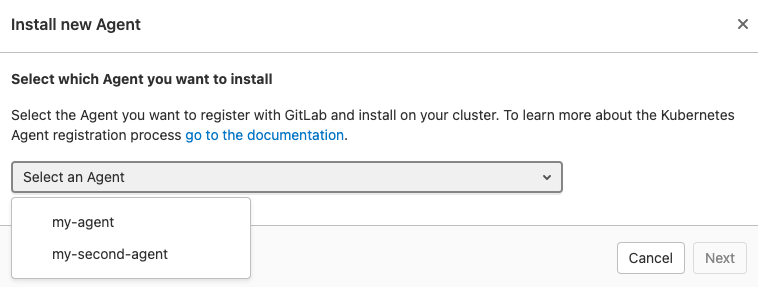 Install new Agent
Select which Agent you want to install
Select the Agent you want to register with GitLab and install on your cluster. To learn more about the Kubernetes
Agent registration process go to the documentation.
Select an Agent
my-agent
my-second-agent
Cancel
Next